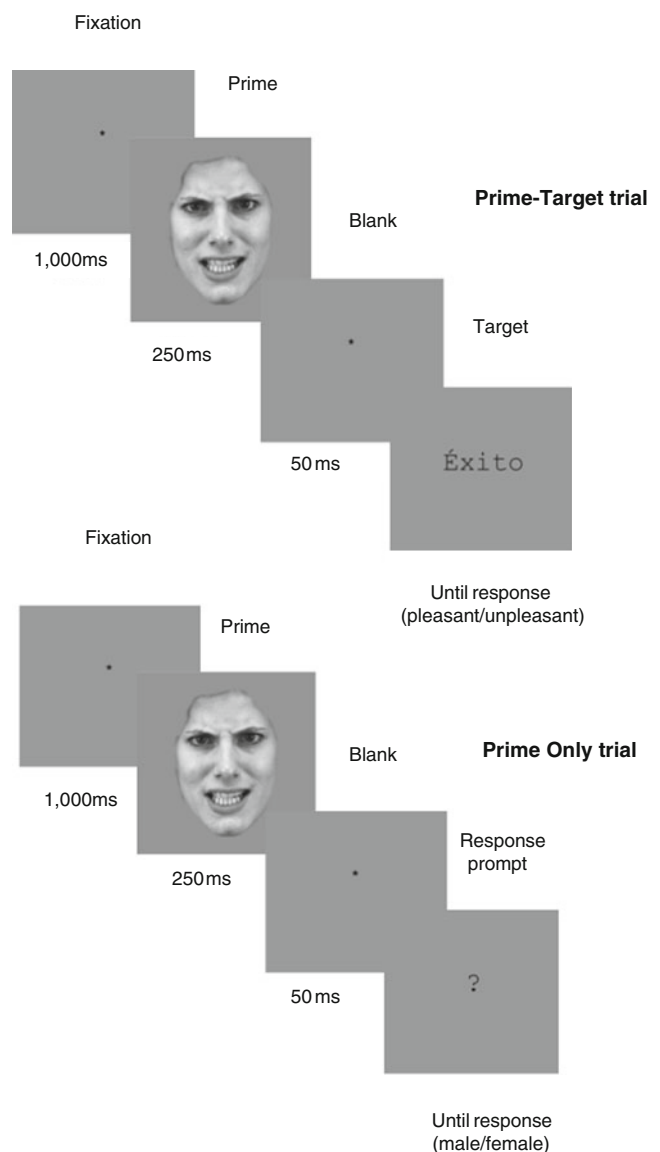 Fixation
Prime
Prime-Target trial
Blank
1,000ms
Target
250ms
Éxito
50ms
Fixation
Until response
(pleasant/unpleasant)
Prime
Blank
Prime Only trial
1,000ms
Response
prompt
250ms
?
50ms
Until response
(male/female)